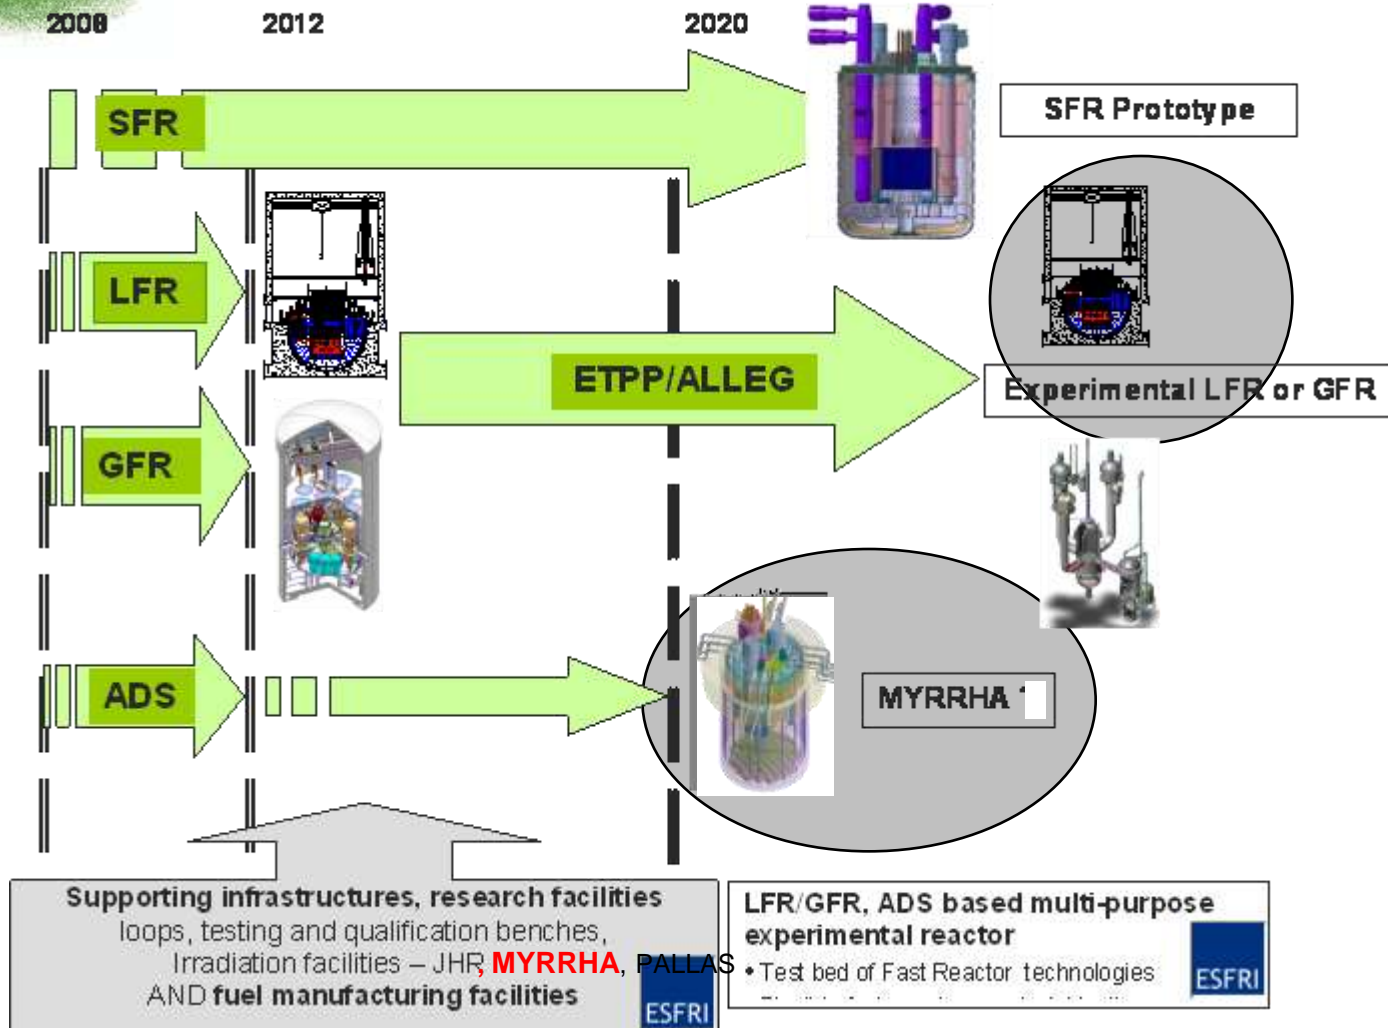 2008 2012 2020
SFR
SFR Prototype
LFR
ETPP/ALLEG
Experimental LFR or GFR
GFR
ADS
MYRRHA
Supporting infrastructures, research facilities
loops, testing and qualification benches,
Irradiation facilities – JHR, MYRRHA, PALLAS
AND fuel manufacturing facilities
ESFRI
LFR/GFR, ADS based multi-purpose
experimental reactor
• Test bed of Fast Reactor technologies
ESFRI